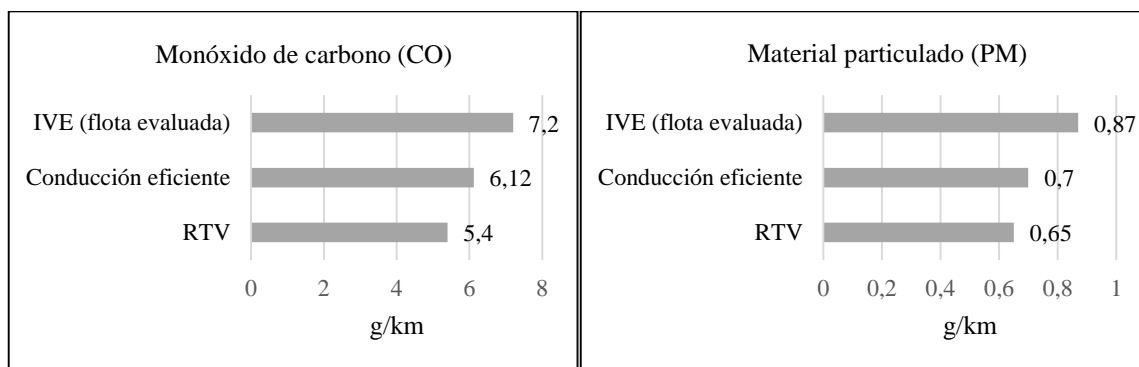 Monóxido de carbono (CO)
IVE (flota evaluada)
7,2
Conducción eficiente
6,12
RTV
5,4
0 2 4 6 8
g/km
Material particulado (PM)
IVE (flota evaluada)
0,87
Conducción eficiente
0,7
RTV
0,65
0 0,2 0,4 0,6 0,8 1
g/km